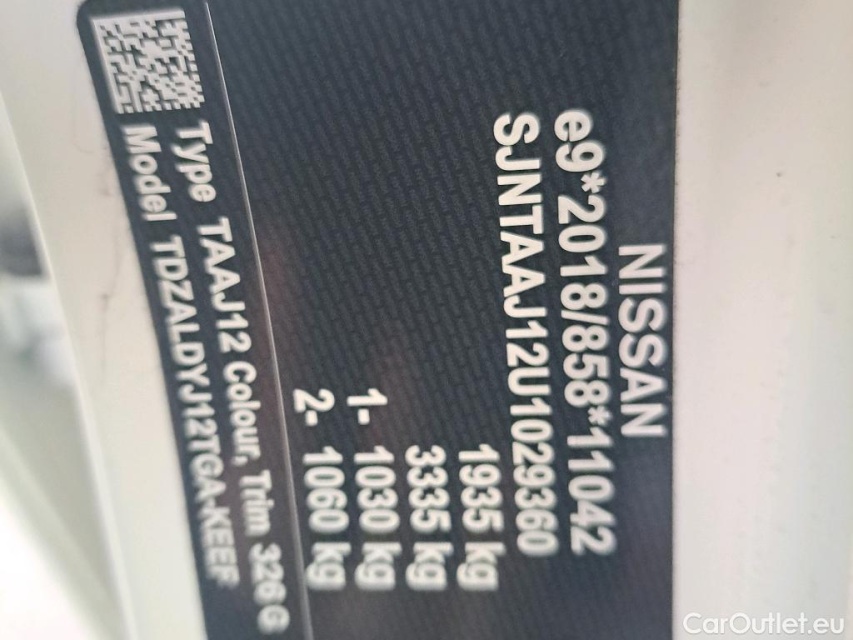 NISSAN
e9*2018/858*11042
SJNTAAJ12U1029360
1935 kg
3335 kg
1- 1030 kg
2- 1060 kg
Type TAAJ12 Colour, Trim 326 G
Model TDZALDYJ12TGA-KEEF
CarOutlet.eu